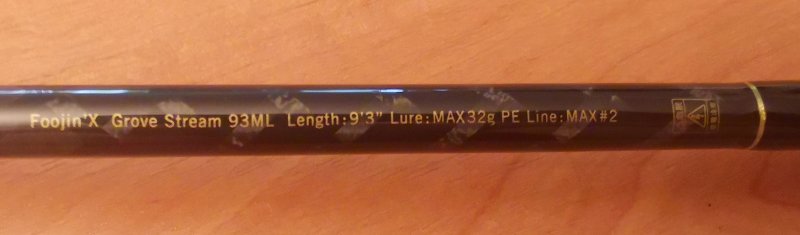 Foojin'X Grove Stream 93ML Length:9'3" Lure:MAX32g PE Line:MAX#2